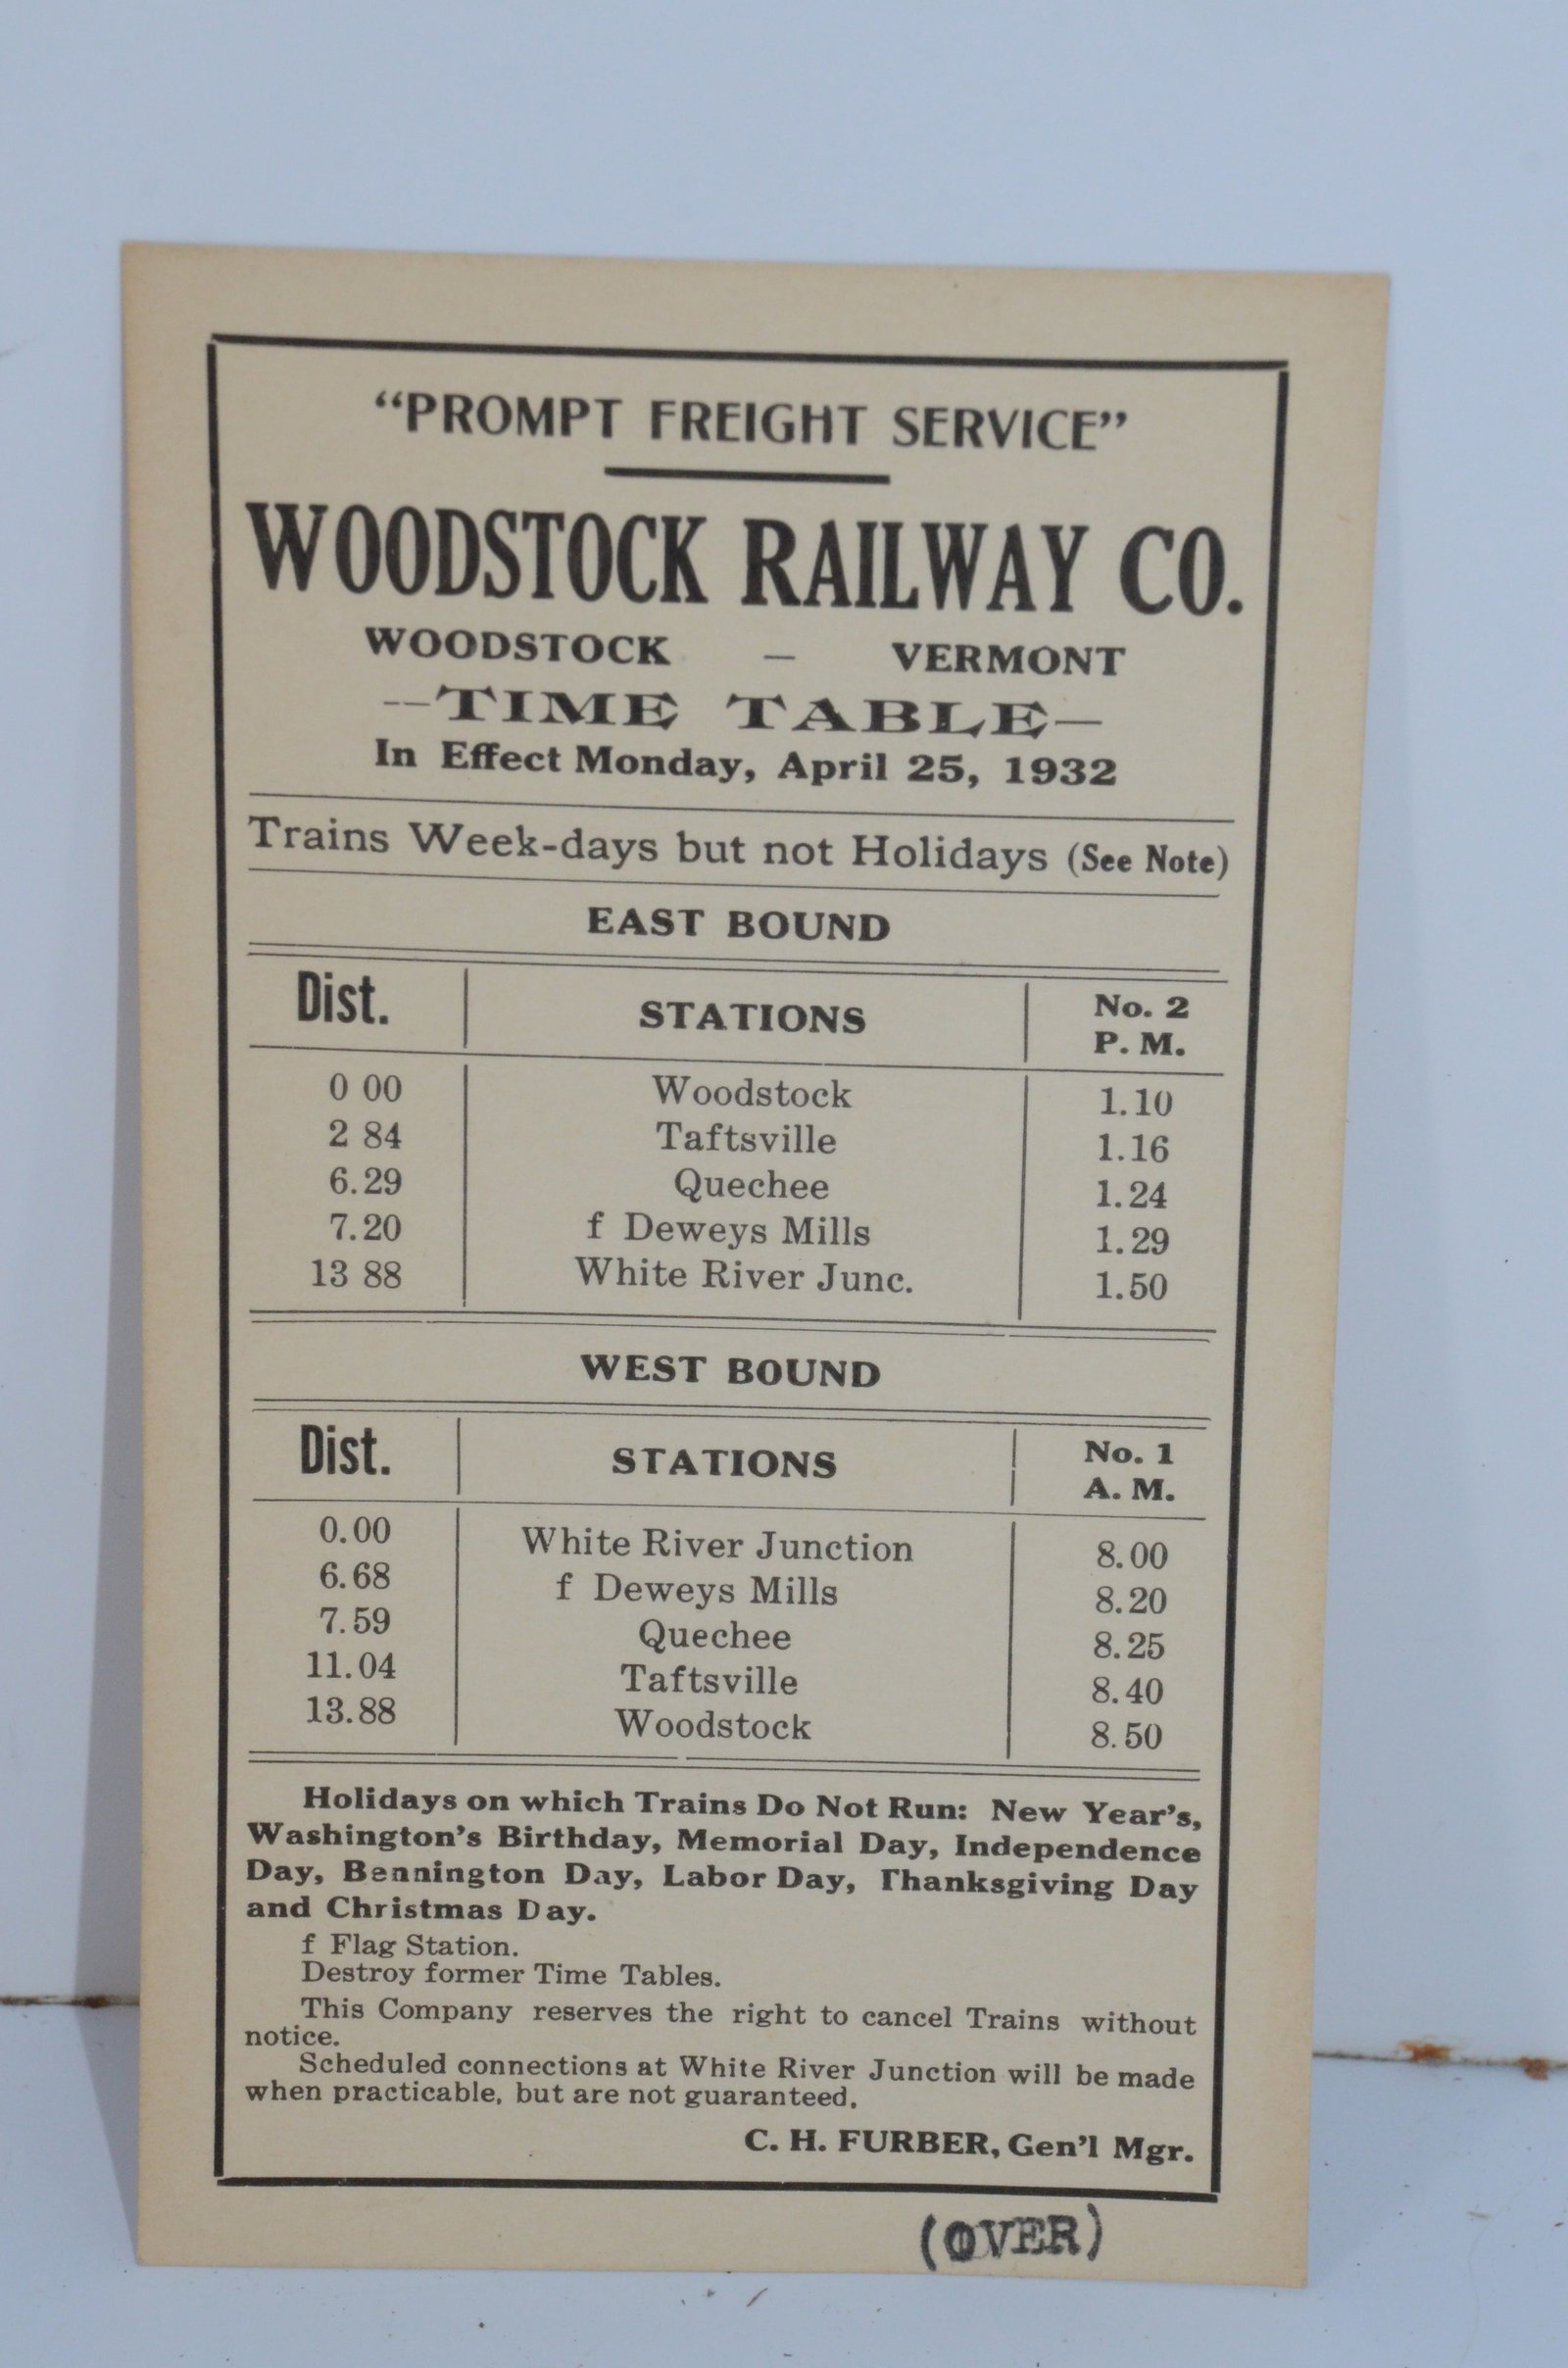 “PROMPT FREIGHT SERVICE”
WOODSTOCK RAILWAY CO.
WOODSTOCK – VERMONT
--TIME TABLE—
In Effect Monday, April 25, 1932
Trains Week-days but not Holidays (See Note)
EAST BOUND
Dist. STATIONS No. 2 P. M.
0 00 Woodstock 1.10
2 84 Taftsville 1.16
6.29 Quechee 1.24
7.20 f Deweys Mills 1.29
13 88 White River Junc. 1.50
WEST BOUND
Dist. STATIONS No. 1 A. M.
0.00 White River Junction 8.00
6.68 f Deweys Mills 8.20
7.59 Quechee 8.25
11.04 Taftsville 8.40
13.88 Woodstock 8.50
Holidays on which Trains Do Not Run: New Year’s,
Washington’s Birthday, Memorial Day, Independence
Day, Bennington Day, Labor Day, Thanksgiving Day
and Christmas Day.
f Flag Station.
Destroy former Time Tables.
This Company reserves the right to cancel Trains without
notice.
Scheduled connections at White River Junction will be made
when practicable, but are not guaranteed.
C. H. FURBER, Gen’l Mgr.
(OVER)